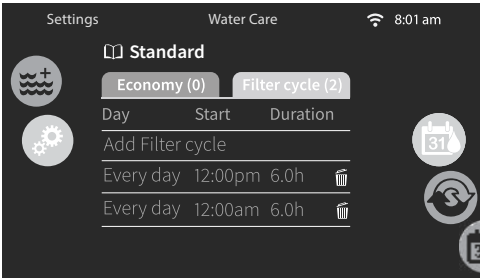 Settings Water Care 8:01 am
Standard
Economy (0) Filter cycle (2)
Day Start Duration
Add Filter cycle
Every day 12:00pm 6.0h
Every day 12:00am 6.0h
31